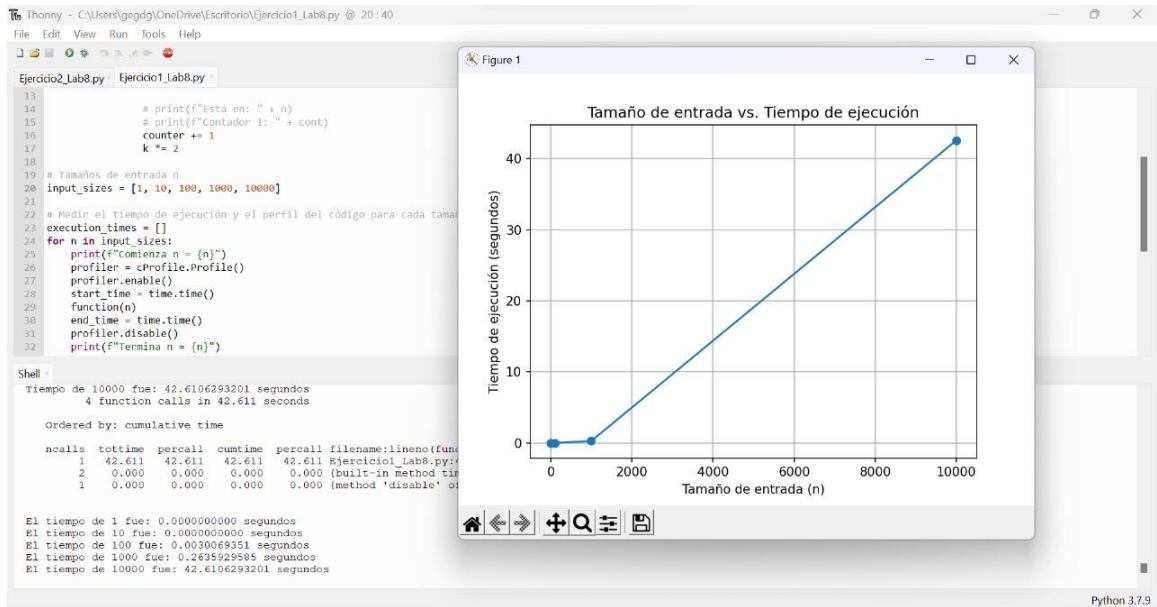 Thonny - C:\Users\gegdg\OneDrive\Escritorio\Ejercicio1_Lab8.py @ 20 : 40
File Edit View Run Tools Help
Ejercicio2_Lab8.py Ejercicio1_Lab8.py
13
14 # print(f"Esta en: " + n)
15 # print(f"Contador 1: " + cont)
16 counter += 1
17 k *= 2
18
19 # Tamaños de entrada n
20 input_sizes = [1, 10, 100, 1000, 10000]
21
22 # Medir el tiempo de ejecución y el perfil del código para cada tamañ
23 execution_times = []
24 for n in input_sizes:
25 print(f"Comienza n = {n}")
26 profiler = cProfile.Profile()
27 profiler.enable()
28 start_time = time.time()
29 function(n)
30 end_time = time.time()
31 profiler.disable()
32 print(f"Termina n = {n}")
Shell
Tiempo de 10000 fue: 42.6106293201 segundos
4 function calls in 42.611 seconds
Ordered by: cumulative time
ncalls tottime percall cumtime percall filename:lineno(func
1 42.611 42.611 42.611 42.611 Ejercicio1_Lab8.py:
2 0.000 0.000 0.000 0.000 {built-in method tim
1 0.000 0.000 0.000 0.000 {method 'disable' of
El tiempo de 1 fue: 0.0000000000 segundos
El tiempo de 10 fue: 0.0000000000 segundos
El tiempo de 100 fue: 0.0030069351 segundos
El tiempo de 1000 fue: 0.2635929585 segundos
El tiempo de 10000 fue: 42.6106293201 segundos
Figure 1
Tamaño de entrada vs. Tiempo de ejecución
Tiempo de ejecución (segundos)
40
30
20
10
0
0 2000 4000 6000 8000 10000
Tamaño de entrada (n)
Python 3.7.9